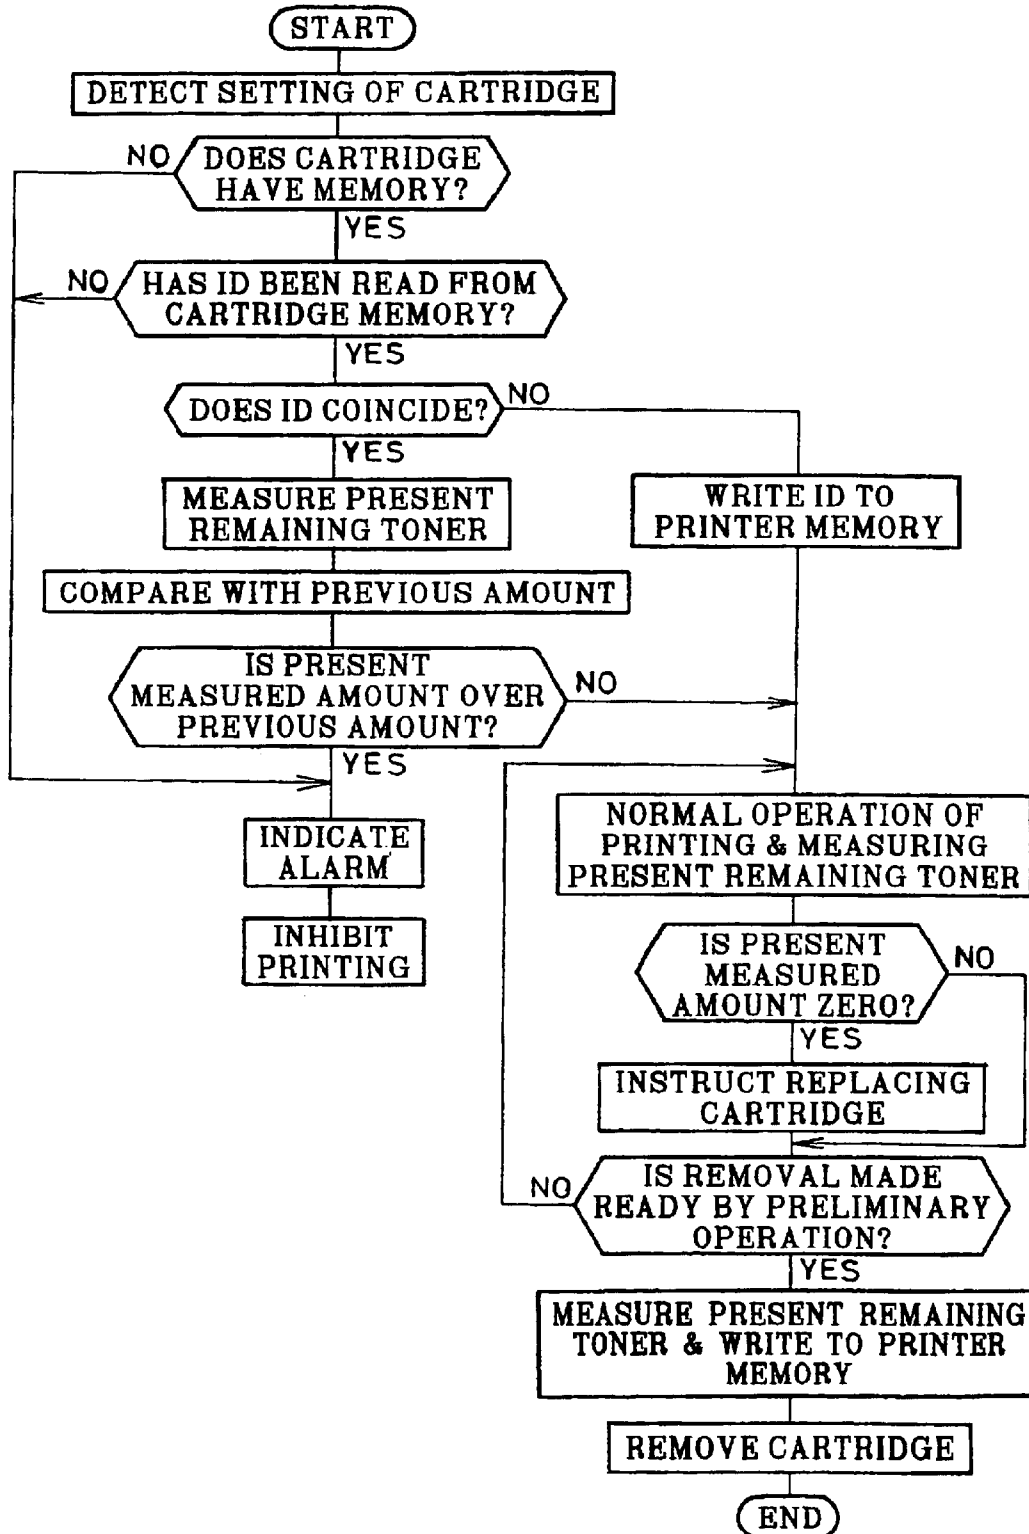 START
DETECT SETTING OF CARTRIDGE
NO
DOES CARTRIDGE
HAVE MEMORY?
YES
NO
HAS ID BEEN READ FROM
CARTRIDGE MEMORY?
YES
DOES ID COINCIDE?
NO
YES
MEASURE PRESENT
REMAINING TONER
WRITE ID TO
PRINTER MEMORY
COMPARE WITH PREVIOUS AMOUNT
IS PRESENT
MEASURED AMOUNT OVER
PREVIOUS AMOUNT?
NO
YES
INDICATE
ALARM
INHIBIT
PRINTING
NORMAL OPERATION OF
PRINTING & MEASURING
PRESENT REMAINING TONER
IS PRESENT
MEASURED
AMOUNT ZERO?
NO
YES
INSTRUCT REPLACING
CARTRIDGE
NO
IS REMOVAL MADE
READY BY PRELIMINARY
OPERATION?
YES
MEASURE PRESENT REMAINING
TONER & WRITE TO PRINTER
MEMORY
REMOVE CARTRIDGE
END